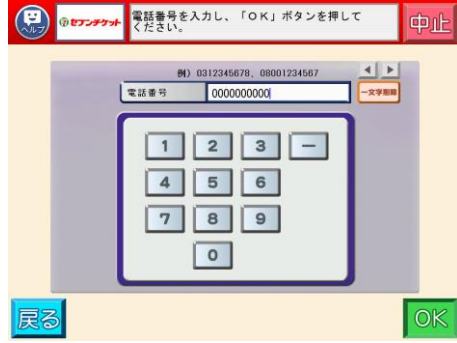 ヘルプ
セブンチケット
電話番号を入力し、「OK」ボタンを押して
ください。
中止
例) 0312345678、08001234567
電話番号 0000000000 一文字削除
1 2 3 ー
4 5 6
7 8 9
0
戻る
OK